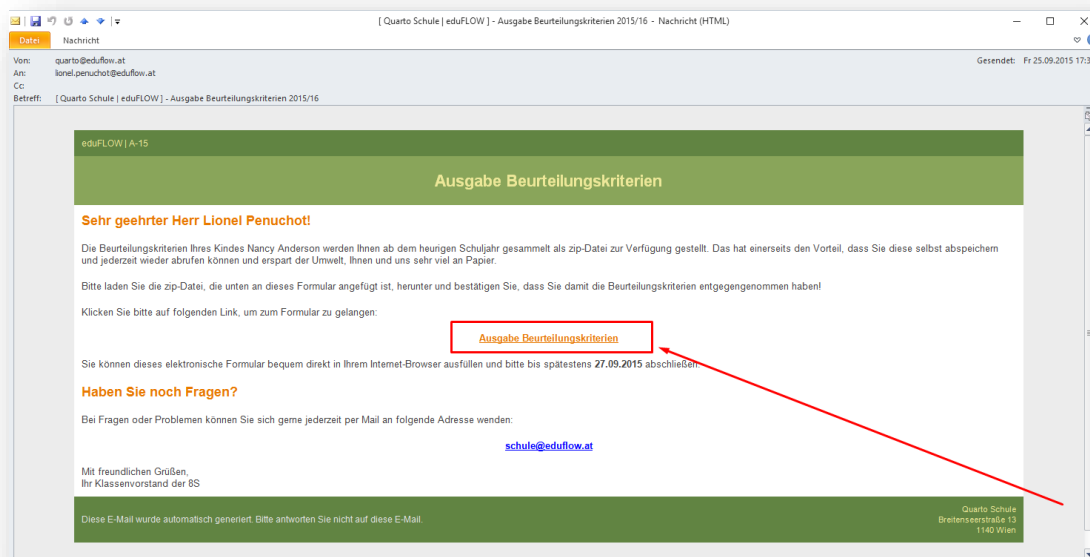 [ Quarto Schule | eduFLOW ] - Ausgabe Beurteilungskriterien 2015/16 - Nachricht (HTML)
Datei Nachricht
Von: quarto@eduflow.at Gesendet: Fr 25.09.2015 17:3
An: lionel.penuchot@eduflow.at
Cc:
Betreff: [ Quarto Schule | eduFLOW ] - Ausgabe Beurteilungskriterien 2015/16
eduFLOW | A-15
Ausgabe Beurteilungskriterien
Sehr geehrter Herr Lionel Penuchot!
Die Beurteilungskriterien Ihres Kindes Nancy Anderson werden Ihnen ab dem heurigen Schuljahr gesammelt als zip-Datei zur Verfügung gestellt. Das hat einerseits den Vorteil, dass Sie diese selbst abspeichern
und jederzeit wieder abrufen können und erspart der Umwelt, Ihnen und uns sehr viel an Papier.
Bitte laden Sie die zip-Datei, die unten an dieses Formular angefügt ist, herunter und bestätigen Sie, dass Sie damit die Beurteilungskriterien entgegengenommen haben!
Klicken Sie bitte auf folgenden Link, um zum Formular zu gelangen:
Ausgabe Beurteilungskriterien
Sie können dieses elektronische Formular bequem direkt in Ihrem Internet-Browser ausfüllen und bitte bis spätestens 27.09.2015 abschließen.
Haben Sie noch Fragen?
Bei Fragen oder Problemen können Sie sich gerne jederzeit per Mail an folgende Adresse wenden:
schule@eduflow.at
Mit freundlichen Grüßen,
Ihr Klassenvorstand der 8S
Diese E-Mail wurde automatisch generiert. Bitte antworten Sie nicht auf diese E-Mail.
Quarto Schule
Breitenseerstraße 13
1140 Wien